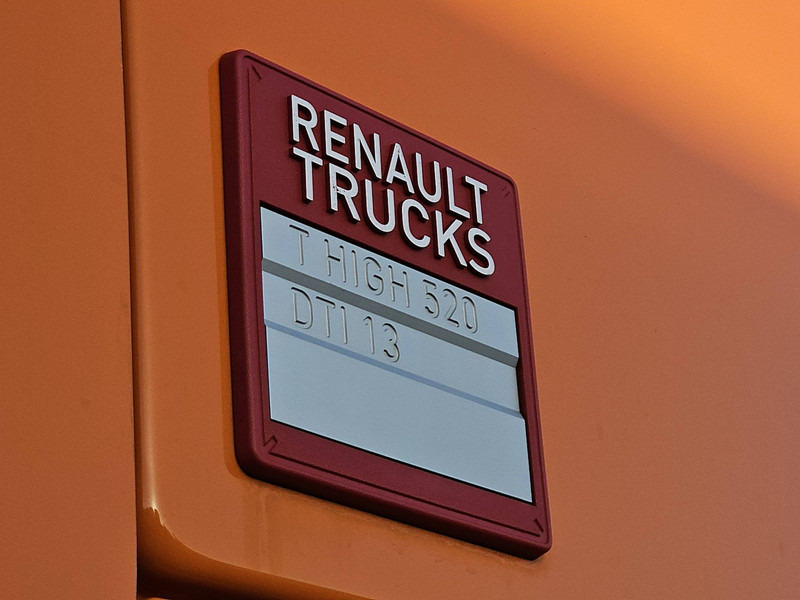 RENAULT
TRUCKS
T HIGH 520
DTI 13